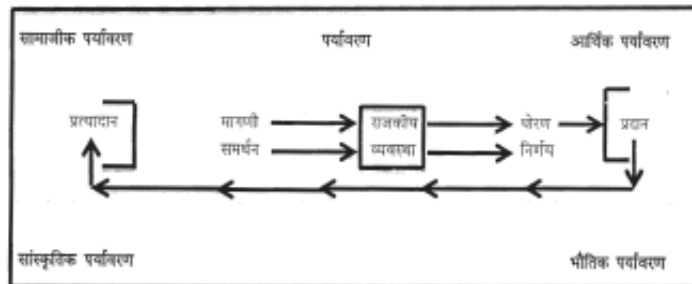 सामाजीक पर्यावरण पर्यावरण आर्थिक पर्यावरण
प्रत्यादान मागणी राजकीय धोरण प्रदान
समर्थन व्यवस्था निर्णय
सांस्कृतिक पर्यावरण भौतिक पर्यावरण